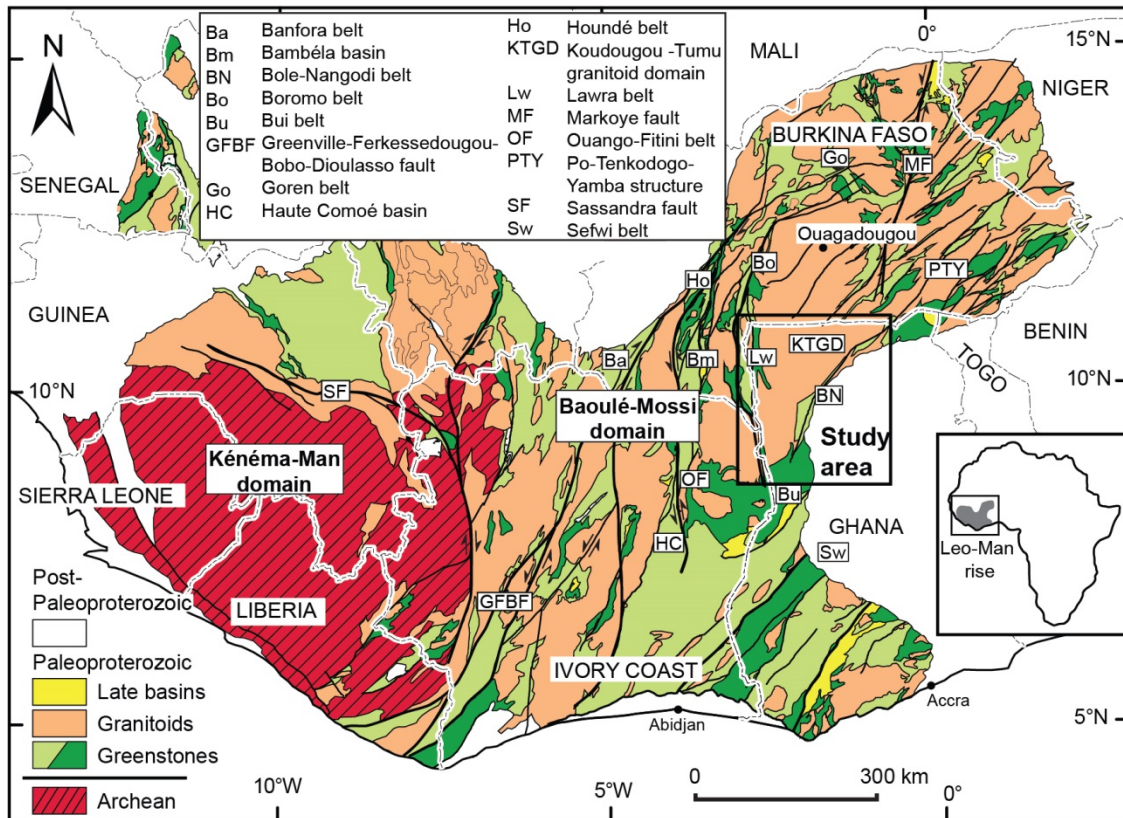 Ba Banfora belt
Bm Bambéla basin
BN Bole-Nangodi belt
Bo Boromo belt
Bu Bui belt
GFBF Greenville-Ferkessedougou-
Bobo-Dioulasso fault
Go Goren belt
HC Haute Comoé basin
Ho Houndé belt
KTGD Koudougou -Tumu
granitoid domain
Lw Lawra belt
MF Markoye fault
OF Ouango-Fitini belt
PTY Po-Tenkodogo-
Yamba structure
SF Sassandra fault
Sw Sefwi belt
N
0°
15°N
MALI
NIGER
BURKINA FASO
Go
MF
SENEGAL
Ouagadougou
Bo
PTY
Ho
GUINEA
BENIN
TOGO
KTGD
Lw
Ba
Bm
10°N
SF
BN
Baoulé-Mossi
domain
Study
area
Kénéma-Man
domain
OF
Bu
SIERRA LEONE
GHANA
HC
Sw
Leo-Man
rise
GFBF
LIBERIA
IVORY COAST
Accra
Abidjan
5°N
Post-
Paleoproterozoic
Paleoproterozoic
Late basins
Granitoids
Greenstones
Archean
10°W
5°W
0°
0 300 km